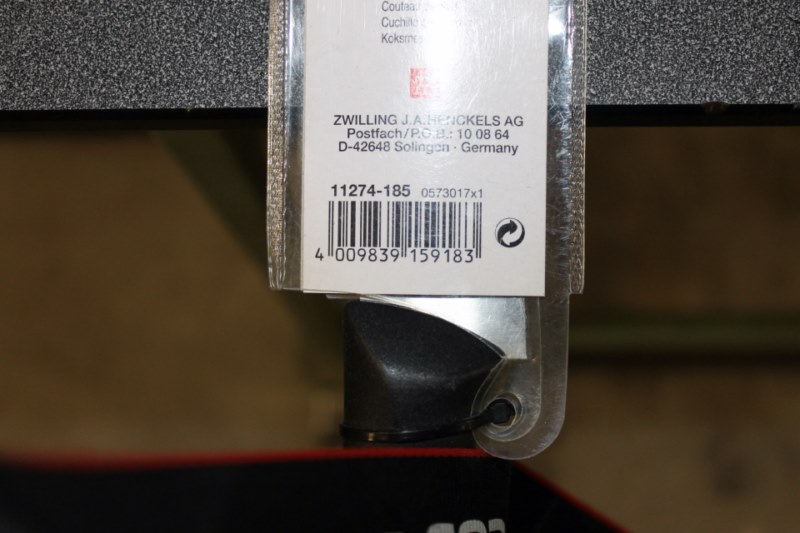 ZWILLING J.A.HENCKELS AG
Postfach/P.O.B.: 10 08 64
D-42648 Solingen · Germany
11274-185 0573017x1
4 009839 159183